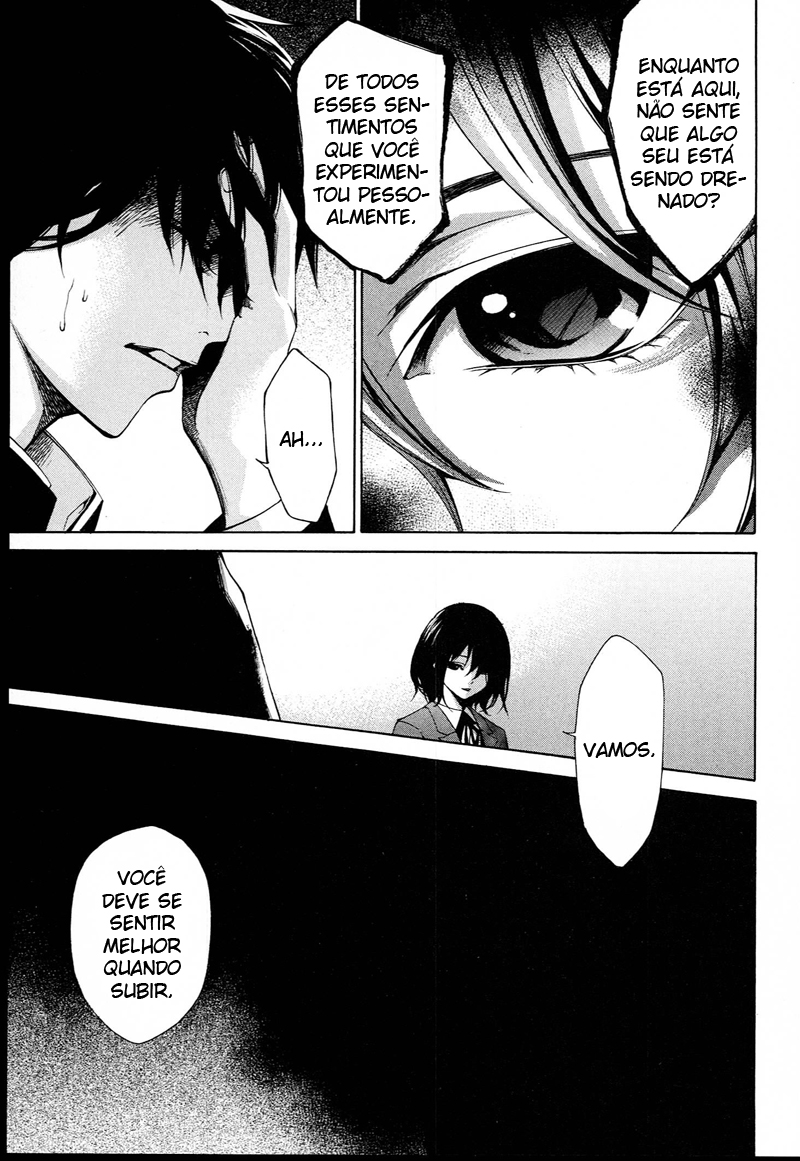 ENQUANTO
ESTÁ AQUI,
NÃO SENTE
QUE ALGO
SEU ESTÁ
SENDO DRE-
NADO?
DE TODOS
ESSES SEN-
TIMENTOS
QUE VOCÊ
EXPERIMEN-
TOU PESSO-
ALMENTE.
AH...
VAMOS.
VOCÊ
DEVE SE
SENTIR
MELHOR
QUANDO
SUBIR.